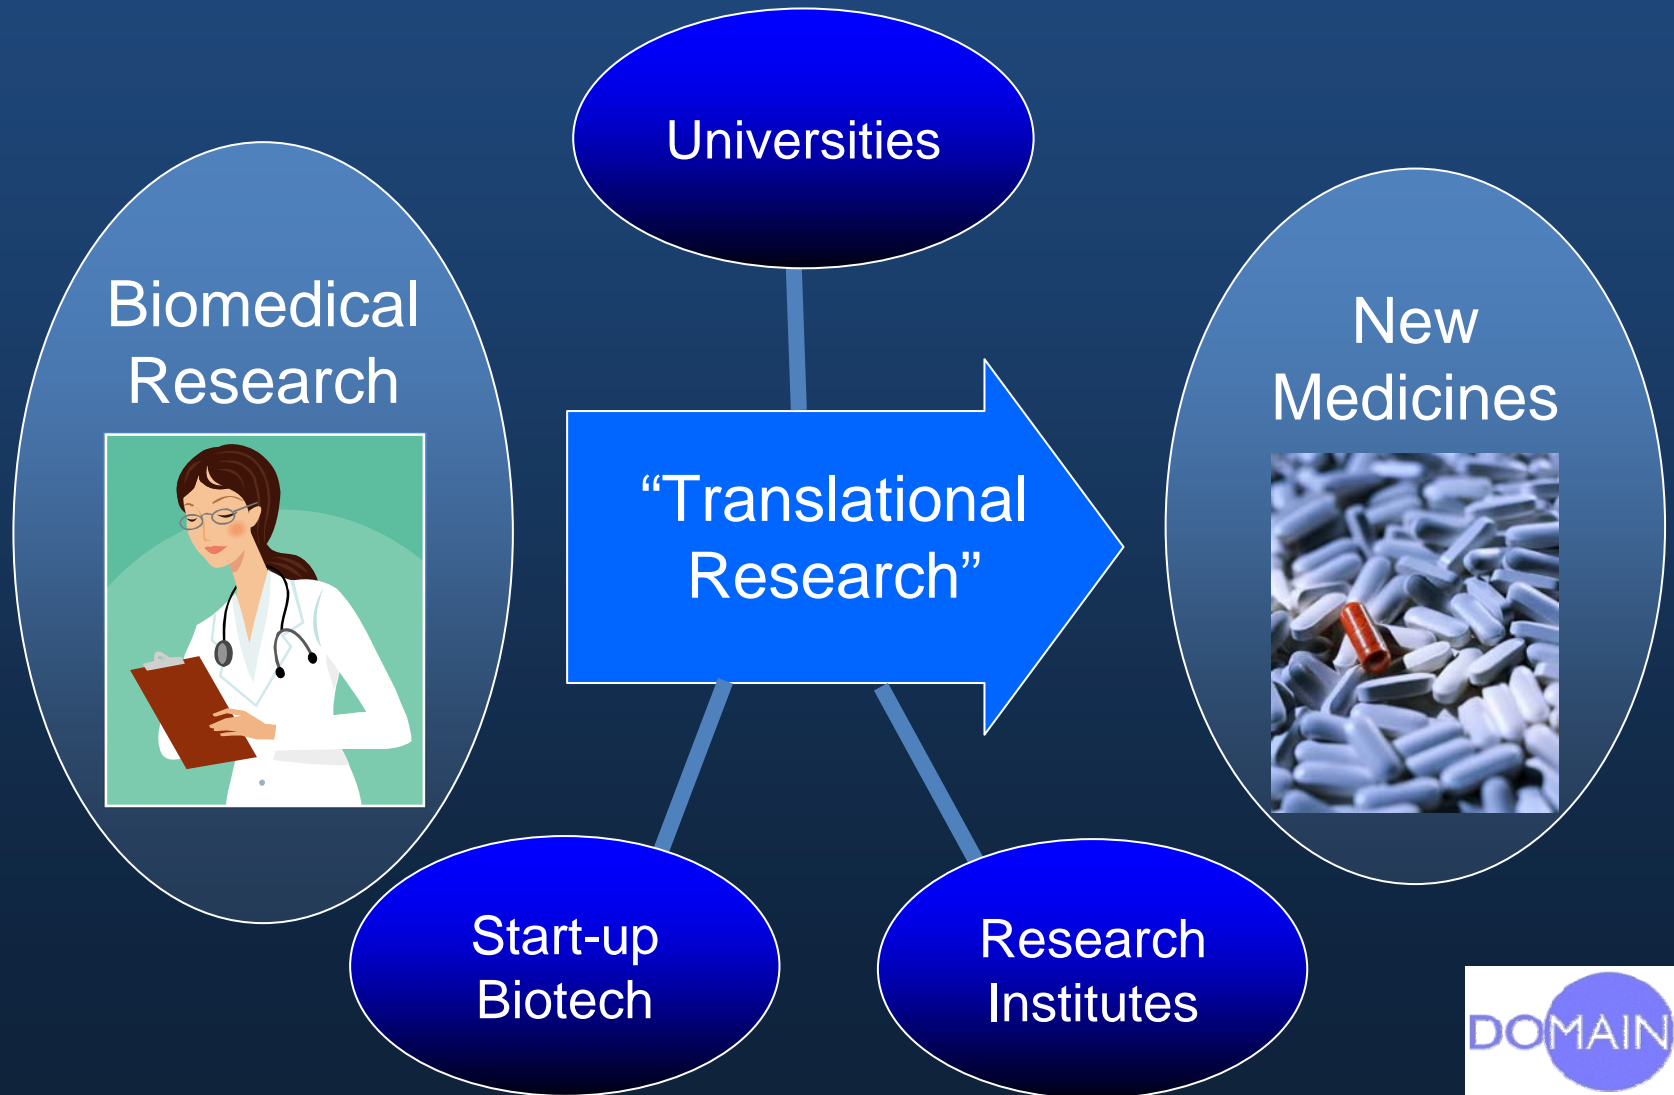 Universities
Biomedical
Research
New
Medicines
“Translational
Research”
Start-up
Biotech
Research
Institutes
DOMAIN